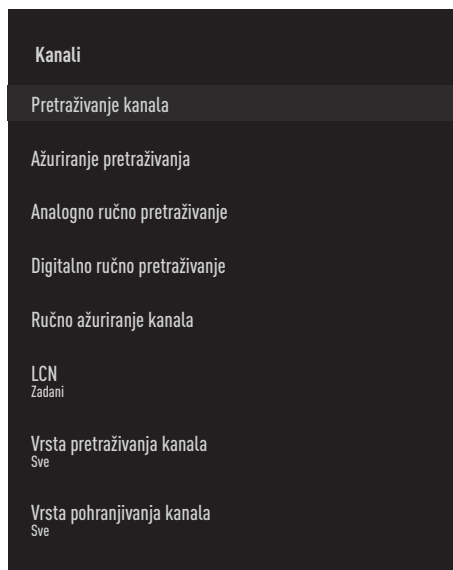 Kanali
Pretraživanje kanala
Ažuriranje pretraživanja
Analogno ručno pretraživanje
Digitalno ručno pretraživanje
Ručno ažuriranje kanala
LCN
Zadani
Vrsta pretraživanja kanala
Sve
Vrsta pohranjivanja kanala
Sve